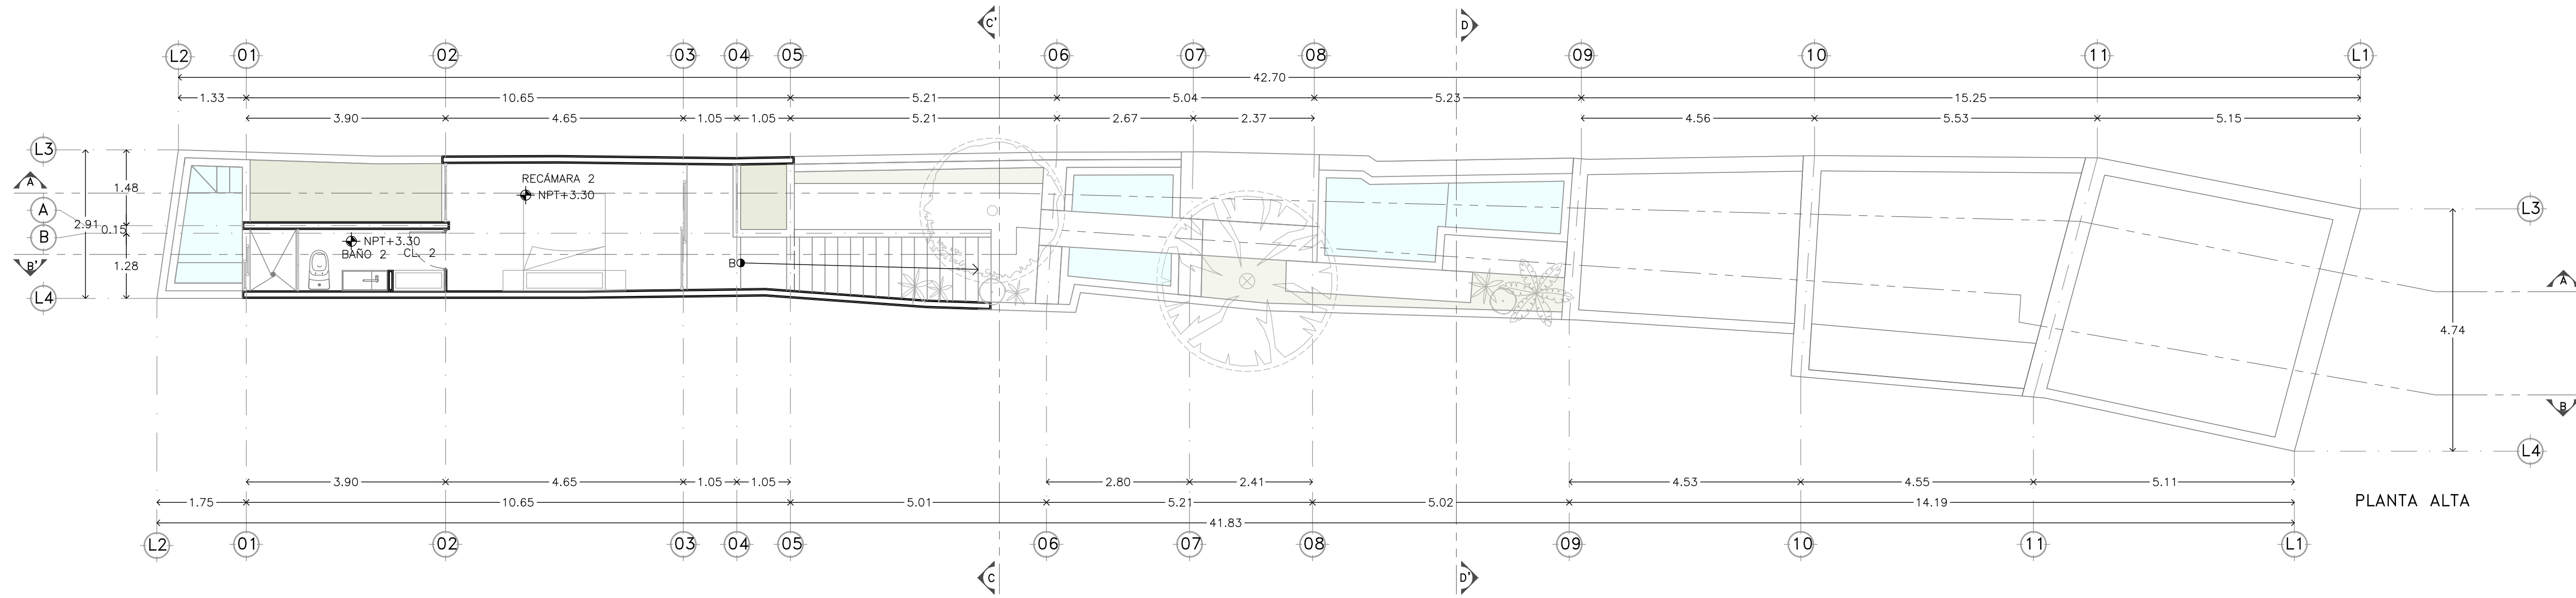 C' D
L2 01 02 03 04 05 06 07 08 09 10 11 L1
42.70
1.33 10.65 5.21 5.04 5.23 15.25
3.90 4.65 1.05 1.05 5.21 2.67 2.37 4.56 5.53 5.15
L3
A
A
B
B'
L4
2.91
1.48
0.15
1.28
RECÁMARA 2
NPT+3.30
NPT+3.30
BAÑO 2 CL 2
L3
A
4.74
B
L4
3.90 4.65 1.05 1.05 2.80 2.41 4.53 4.55 5.11
1.75 10.65 5.01 5.21 5.02 14.19
41.83
PLANTA ALTA
L2 01 02 03 04 05 06 07 08 09 10 11 L1
C D'